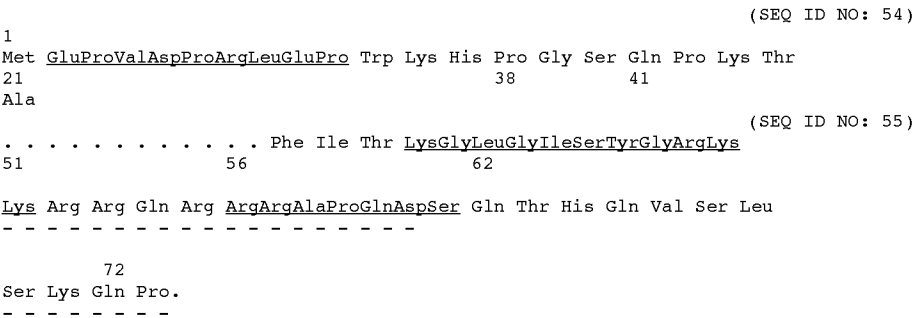 (SEQ ID NO: 54)
1
Met GluProValAspProArgLeuGluPro Trp Lys His Pro Gly Ser Gln Pro Lys Thr
21 38 41
Ala
(SEQ ID NO: 55)
. . . . . . . . . . . . Phe Ile Thr LysGlyLeuGlyIleSerTyrGlyArgLys
51 56 62
Lys Arg Arg Gln Arg ArgArgAlaProGlnAspSer Gln Thr His Gln Val Ser Leu
- - - - - - - - - - - - - - - - - - -
72
Ser Lys Gln Pro.
- - - - - - - -